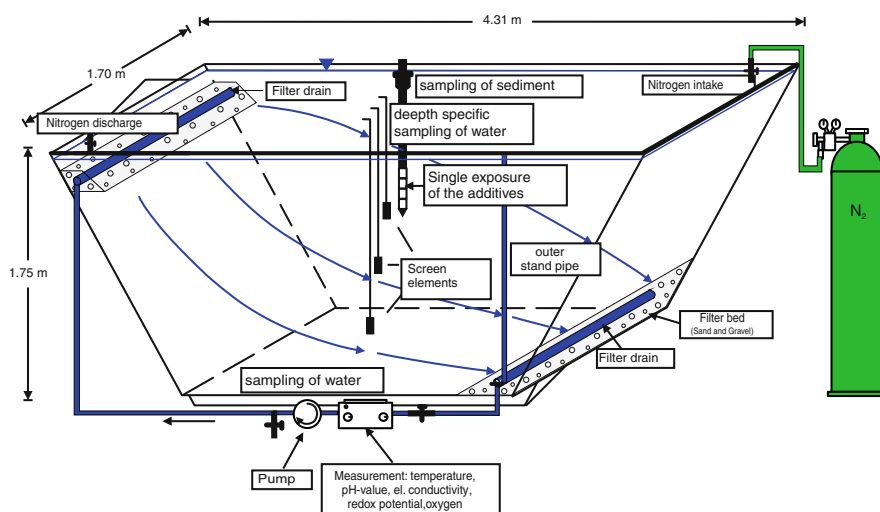 4.31 m
1.70 m
sampling of sediment
Nitrogen intake
Filter drain
deepth specific
sampling of water
Nitrogen discharge
Single exposure
of the additives
N2
1.75 m
outer
stand pipe
Screen
elements
Filter bed
(Sand and Gravel)
Filter drain
sampling of water
Pump
Measurement: temperature,
pH-value, el. conductivity,
redox potential,oxygen